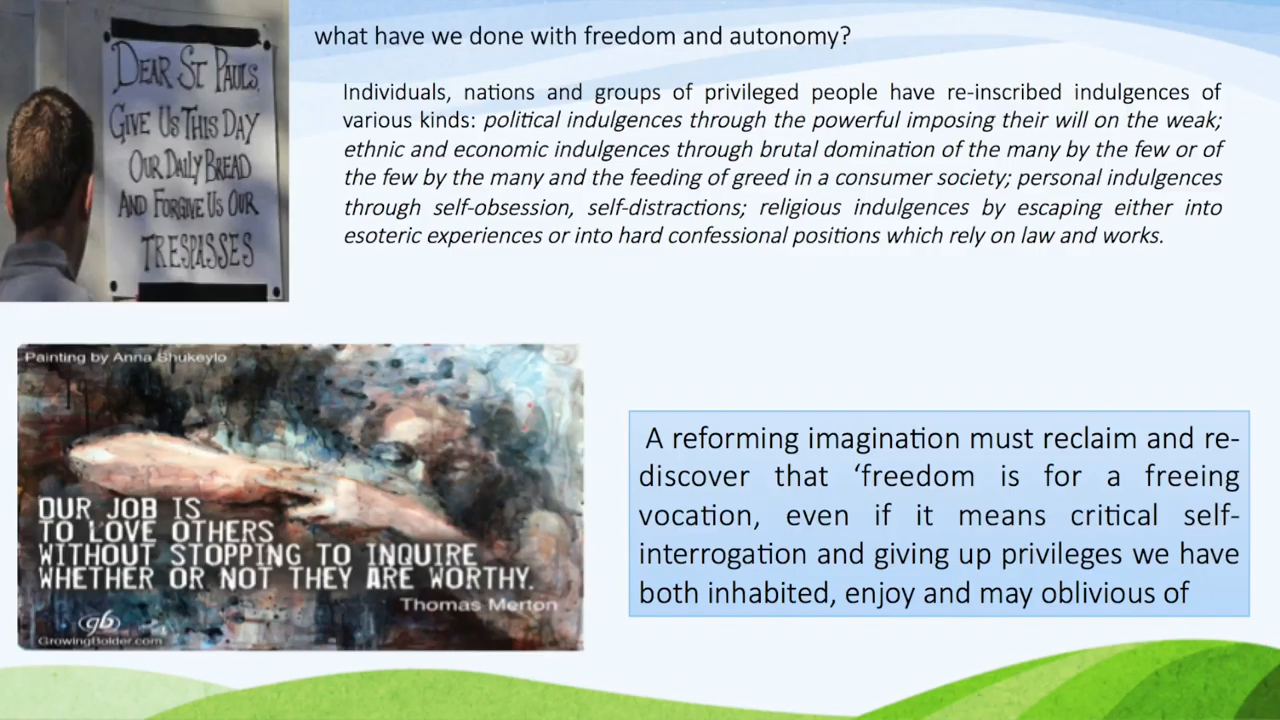 DEAR ST PAULS,
GIVE US THIS DAY
OUR DAILY BREAD
AND FORGIVE US OUR
TRESPASSES
what have we done with freedom and autonomy?
Individuals, nations and groups of privileged people have re-inscribed indulgences of
various kinds: political indulgences through the powerful imposing their will on the weak;
ethnic and economic indulgences through brutal domination of the many by the few or of
the few by the many and the feeding of greed in a consumer society; personal indulgences
through self-obsession, self-distractions; religious indulgences by escaping either into
esoteric experiences or into hard confessional positions which rely on law and works.
Painting by Anna Shukeylo
OUR JOB IS
TO LOVE OTHERS
WITHOUT STOPPING TO INQUIRE
WHETHER OR NOT THEY ARE WORTHY.
Thomas Merton
gb
GrowingBolder.com
A reforming imagination must reclaim and re-
discover that ‘freedom is for a freeing
vocation, even if it means critical self-
interrogation and giving up privileges we have
both inhabited, enjoy and may oblivious of